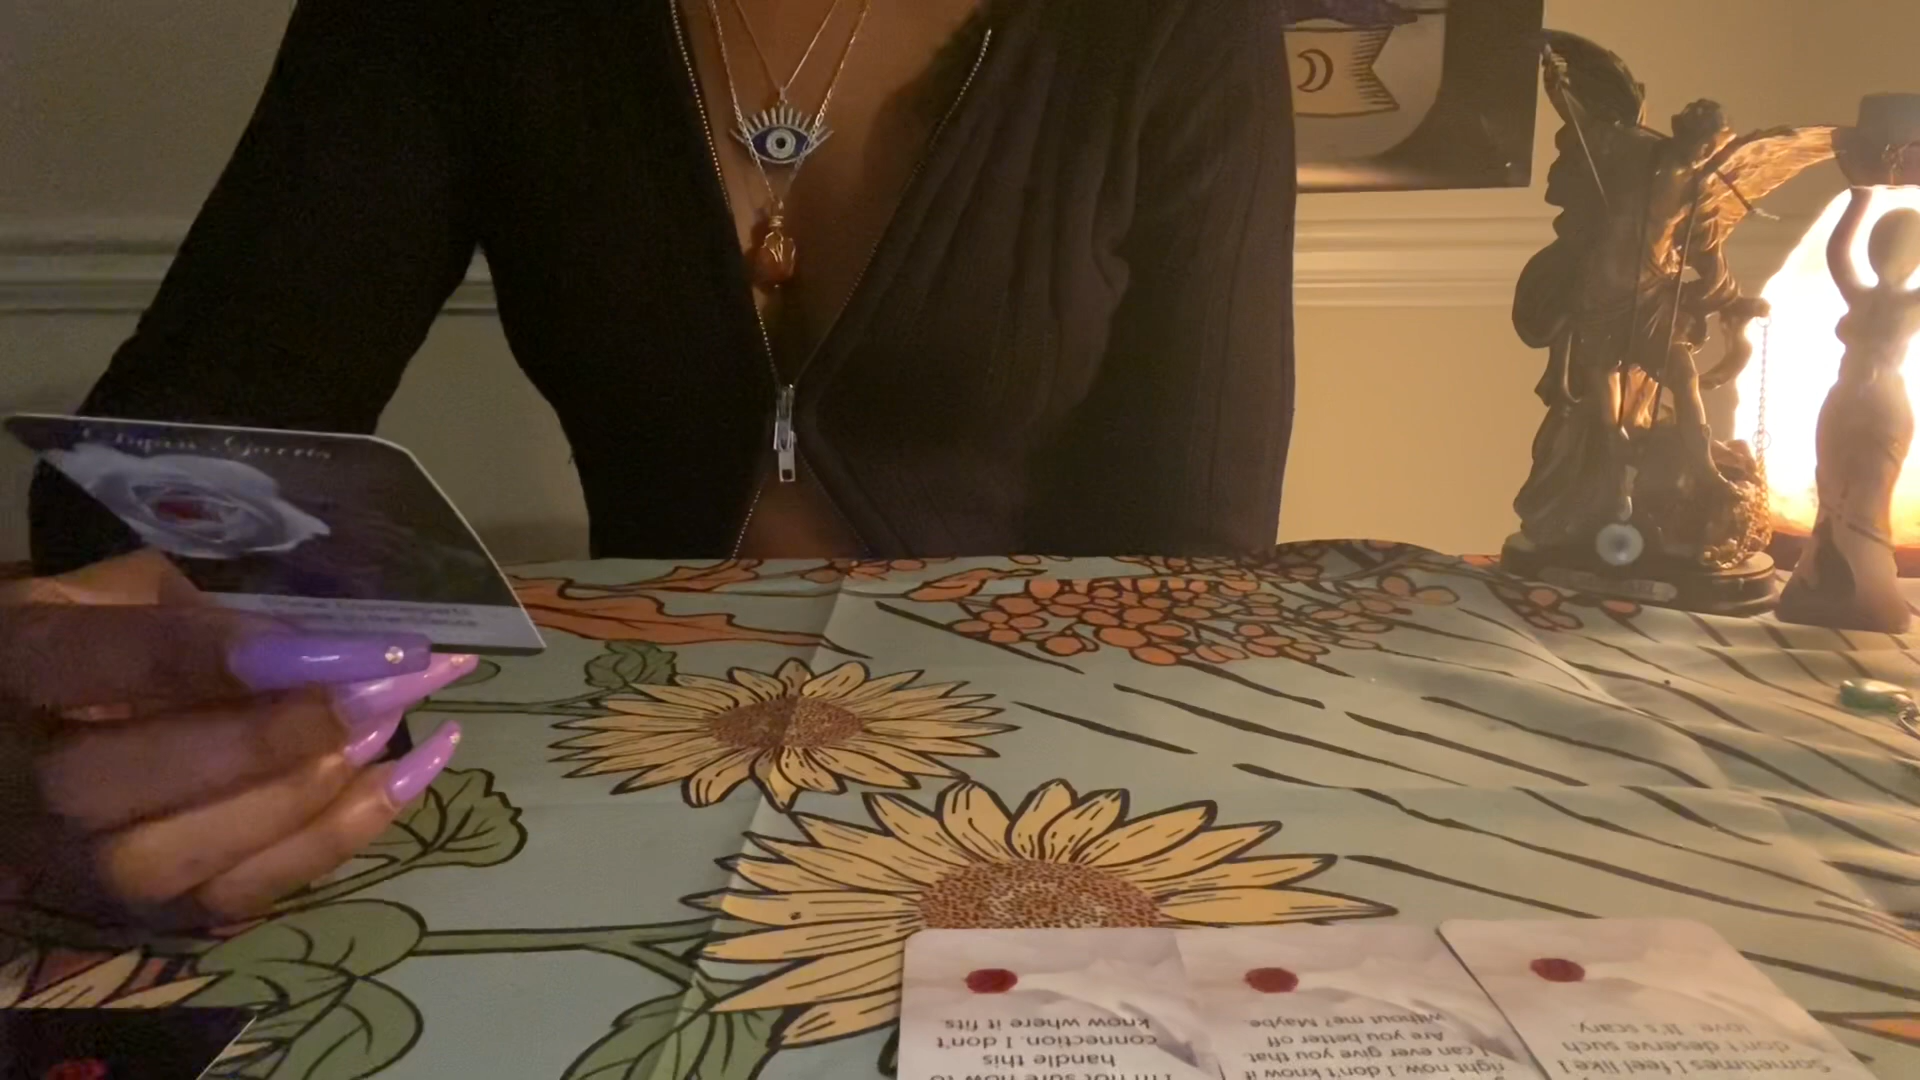 I'm not sure how to
handle this
connection. I don't
know where it fits.
right now. I don't know if
I can ever give you that.
Are you better off
without me? Maybe.
Sometimes I feel like I
don't deserve such
love. It's scary.